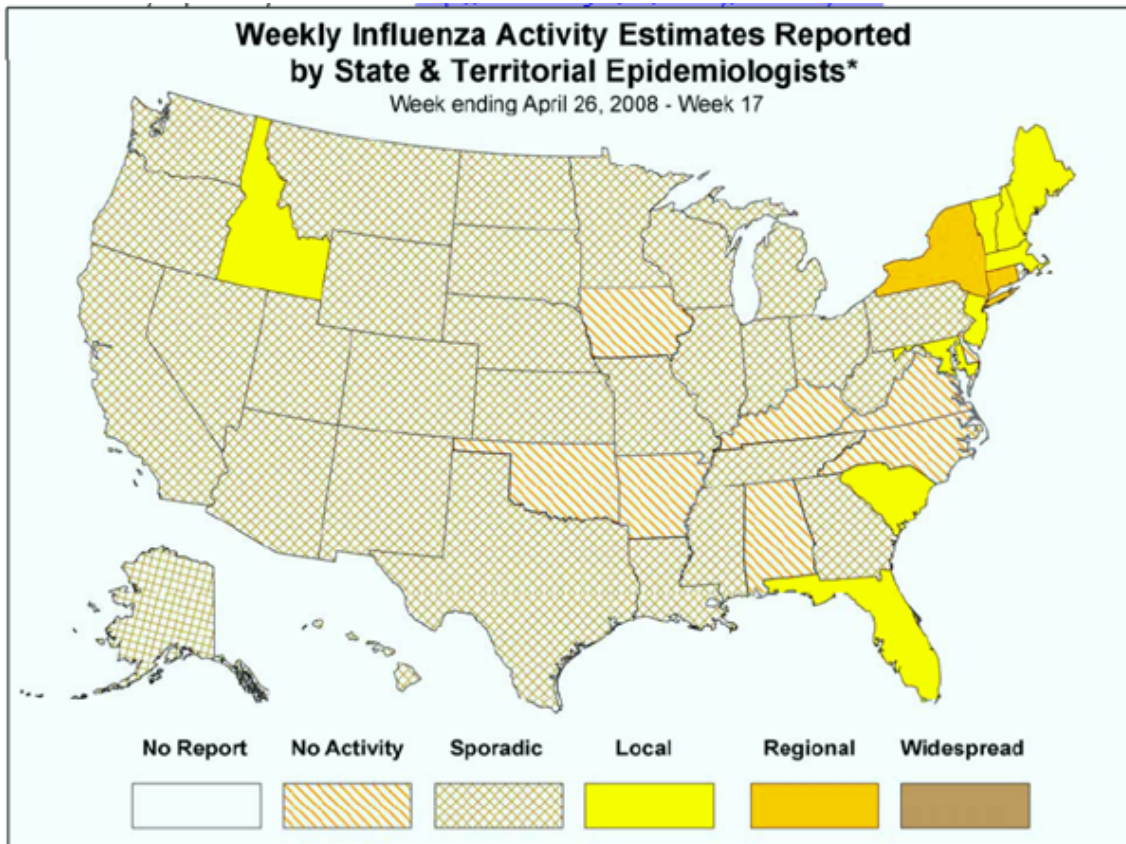 Weekly Influenza Activity Estimates Reported
by State & Territorial Epidemiologists*
Week ending April 26, 2008 - Week 17
No Report No Activity Sporadic Local Regional Widespread